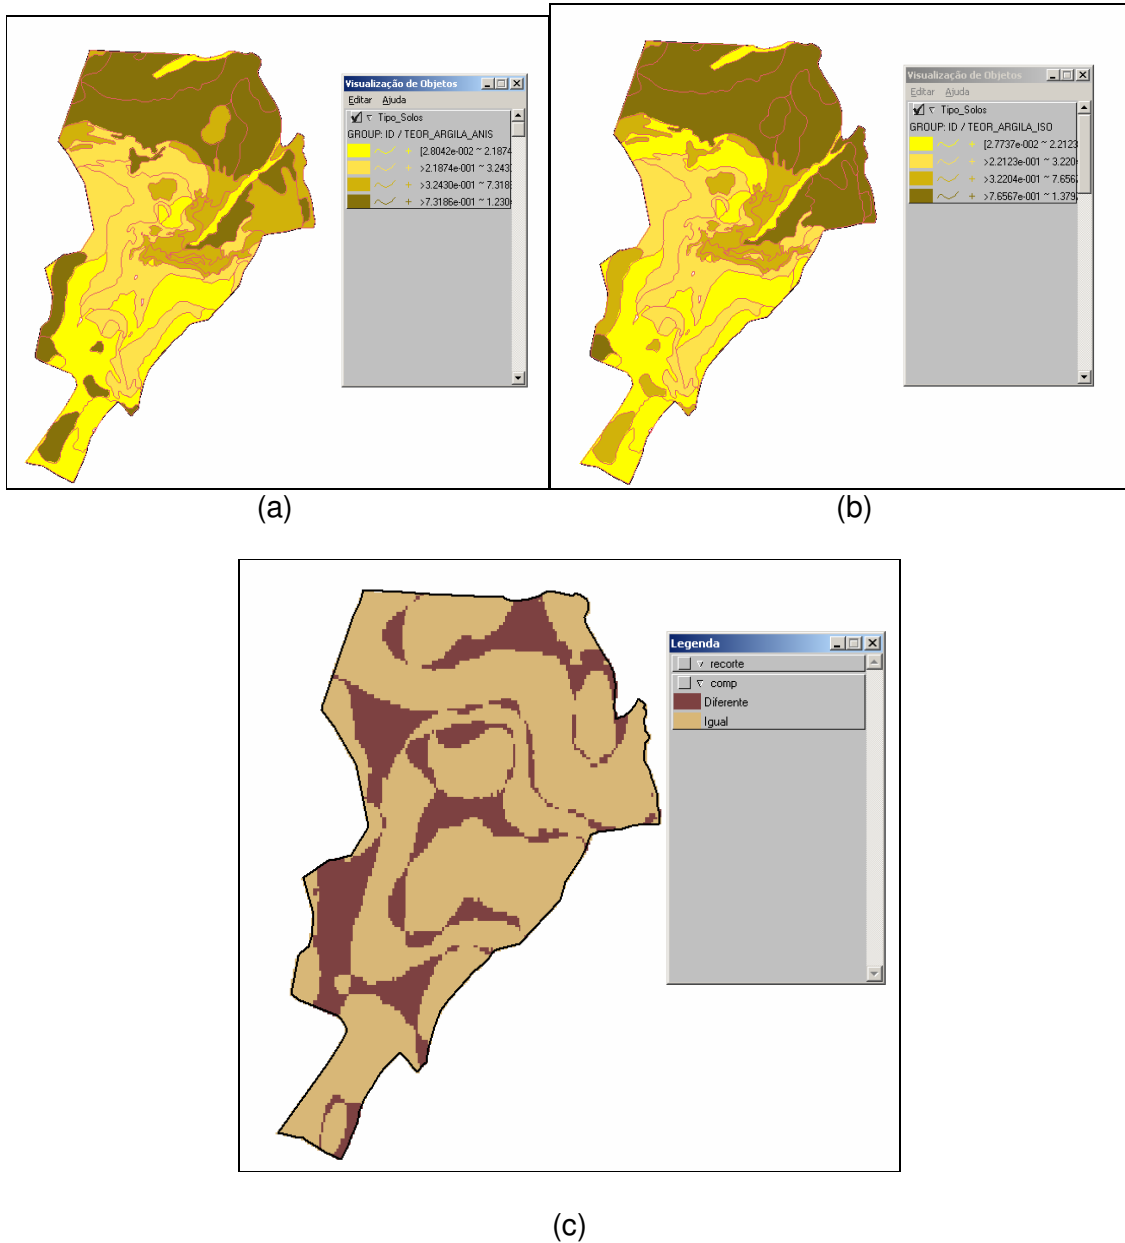 Visualização de Objetos
Editar Ajuda
Tipo_Solos
GROUP: ID / TEOR_ARGILA_ANIS
[2.8042e-002 ~ 2.1874
>2.1874e-001 ~ 3.2430
>3.2430e-001 ~ 7.3186
>7.3186e-001 ~ 1.230
(a)
Visualização de Objetos
Editar Ajuda
Tipo_Solos
GROUP: ID / TEOR_ARGILA_ISO
[2.7737e-002 ~ 2.2123
>2.2123e-001 ~ 3.220
>3.2204e-001 ~ 7.656
>7.6567e-001 ~ 1.379
(b)
Legenda
recorte
comp
Diferente
Igual
(c)